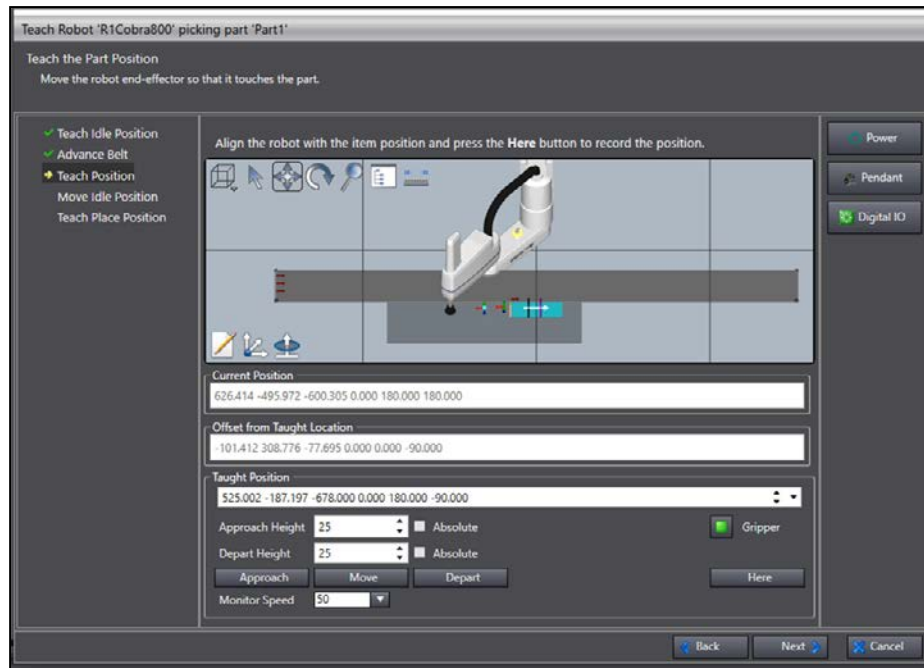 Teach Robot 'R1Cobra800' picking part 'Part1'
Teach the Part Position
Move the robot end-effector so that it touches the part.
Teach Idle Position
Advance Belt
Teach Position
Move Idle Position
Teach Place Position
Align the robot with the item position and press the Here button to record the position.
Power
Pendant
Digital IO
Current Position
626.414 -495.972 -600.305 0.000 180.000 180.000
Offset from Taught Location
-101.412 308.776 -77.695 0.000 0.000 -90.000
Taught Position
525.002 -187.197 -678.000 0.000 180.000 -90.000
Approach Height 25 Absolute Gripper
Depart Height 25 Absolute
Approach Move Depart Here
Monitor Speed 50
Back Next Cancel